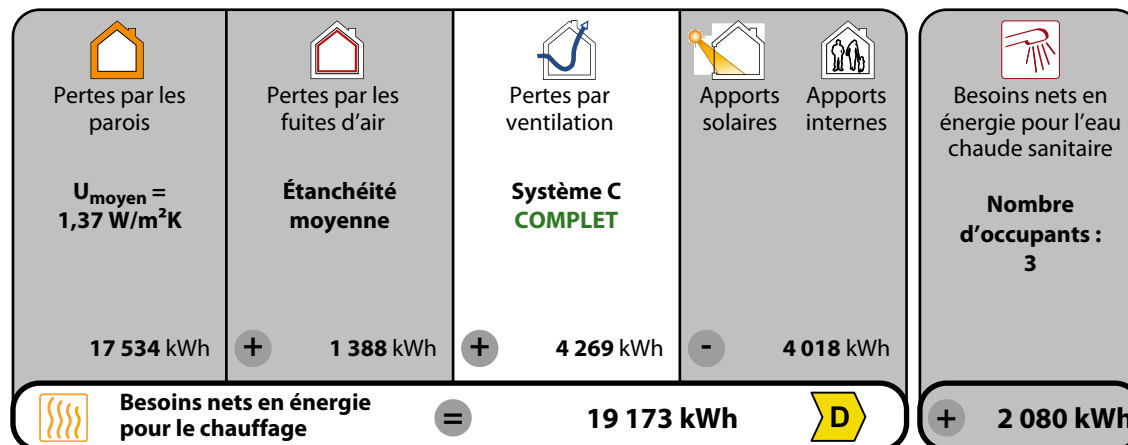 Pertes par les
parois
U_moyen =
1,37 W/m²K
17 534 kWh
Pertes par les
fuites d'air
Étanchéité
moyenne
+ 1 388 kWh
Pertes par
ventilation
Système C
COMPLET
+ 4 269 kWh
Apports
solaires
Apports
internes
- 4 018 kWh
Besoins nets en énergie
pour le chauffage
= 19 173 kWh D
Besoins nets en
énergie pour l'eau
chaude sanitaire
Nombre
d'occupants :
3
+ 2 080 kWh